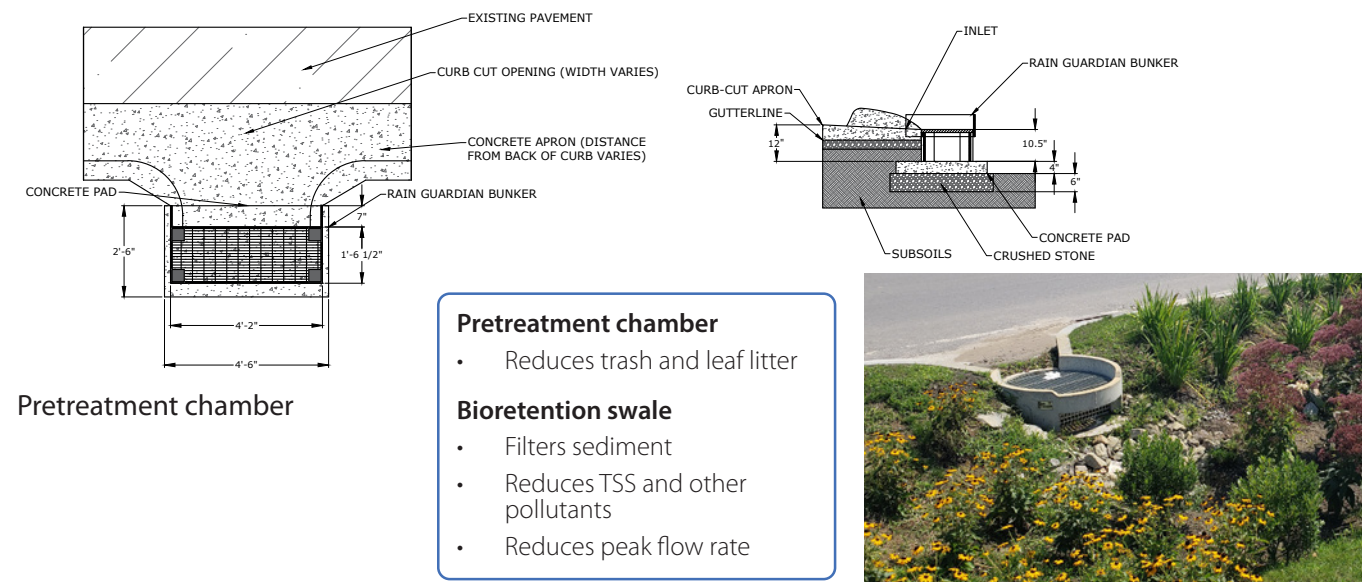 EXISTING PAVEMENT
CURB CUT OPENING (WIDTH VARIES)
CONCRETE APRON (DISTANCE
FROM BACK OF CURB VARIES)
CONCRETE PAD
RAIN GUARDIAN BUNKER
7"
2'-6"
1'-6 1/2"
4'-2"
4'-6"
Pretreatment chamber
INLET
RAIN GUARDIAN BUNKER
CURB-CUT APRON
GUTTERLINE
12"
10.5"
4"
6"
CONCRETE PAD
SUBSOILS
CRUSHED STONE
Pretreatment chamber
• Reduces trash and leaf litter
Bioretention swale
• Filters sediment
• Reduces TSS and other
pollutants
• Reduces peak flow rate